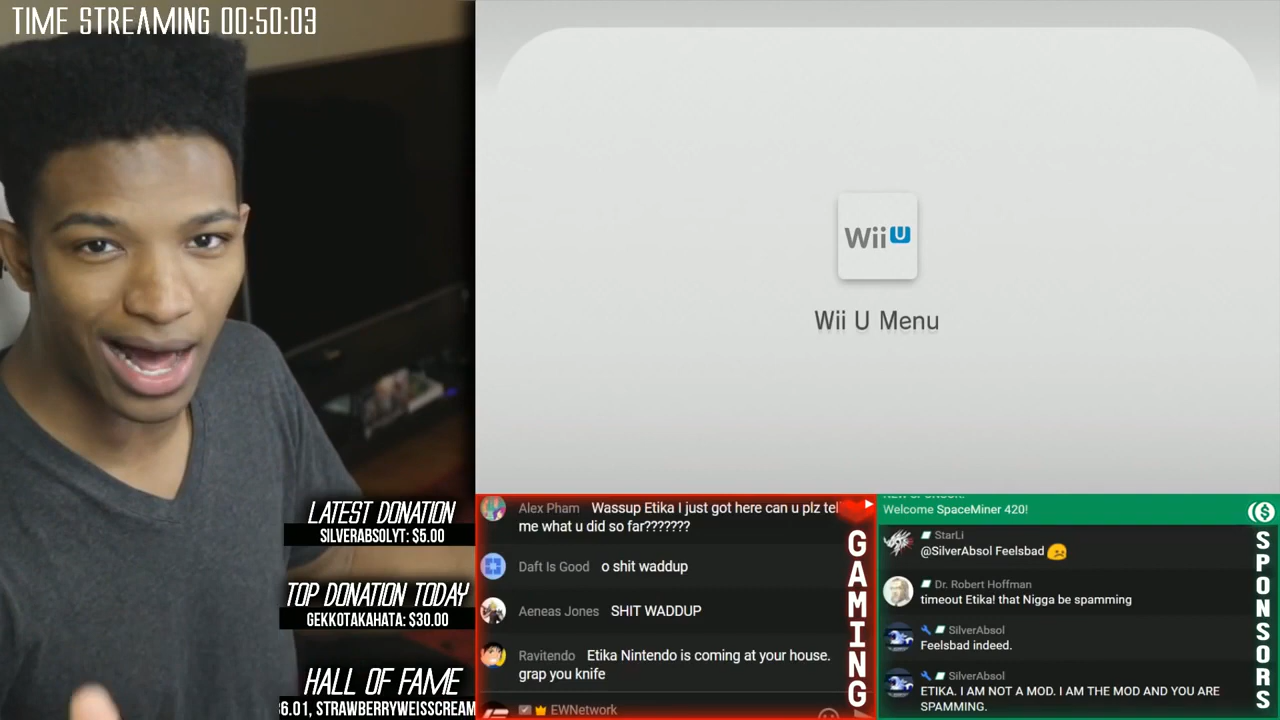 TIME STREAMING 00:50:03
Wii U
Wii U Menu
LATEST DONATION
SILVERABSOLYT: $5.00
TOP DONATION TODAY
GEKKOTAKAHATA: $30.00
HALL OF FAME
6.01, STRAWBERRYWEISSCREAM
Alex Pham Wassup Etika I just got here can u plz tel
me what u did so far???????
Daft Is Good o shit waddup
Aeneas Jones SHIT WADDUP
Ravitendo Etika Nintendo is coming at your house.
grap you knife
EWNetwork
GAMING
Welcome SpaceMiner 420!
StarLi
@SilverAbsol Feelsbad
Dr. Robert Hoffman
timeout Etika! that Nigga be spamming
SilverAbsol
Feelsbad indeed.
SilverAbsol
ETIKA. I AM NOT A MOD. I AM THE MOD AND YOU ARE
SPAMMING.
SPONSORS